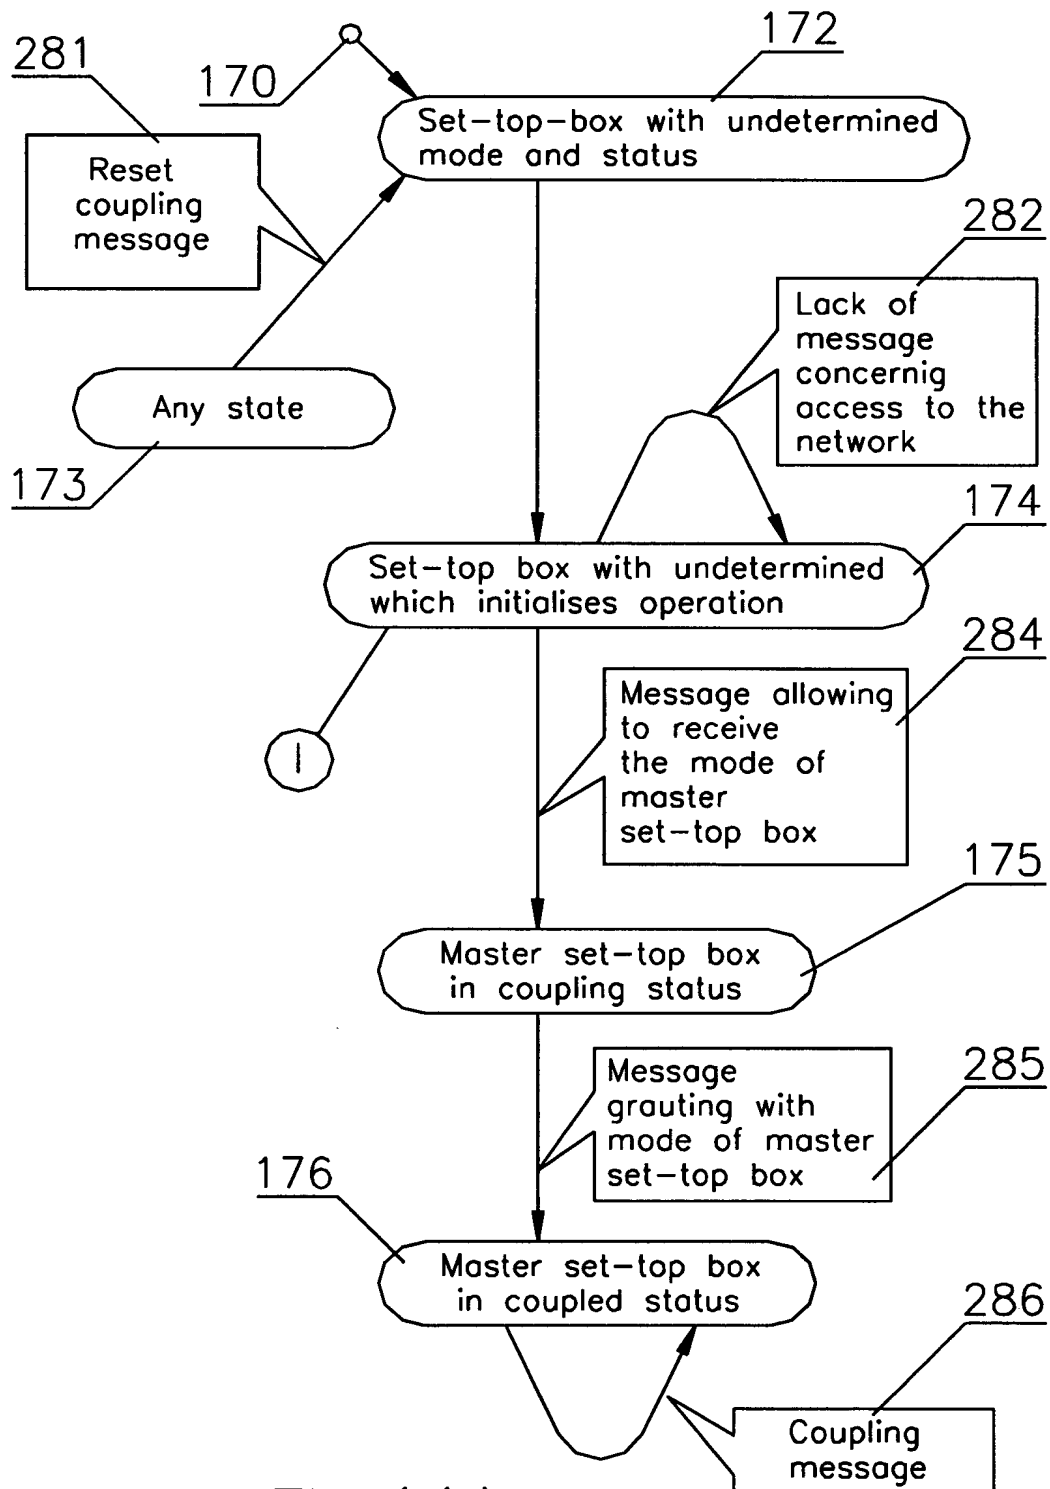 281
170
172
Set-top-box with undetermined
mode and status
Reset
coupling
message
282
Lack of
message
concernig
access to the
network
Any state
173
174
Set-top box with undetermined
which initialises operation
284
Message allowing
to receive
the mode of
master
set-top box
I
175
Master set-top box
in coupling status
285
Message
grauting with
mode of master
set-top box
176
Master set-top box
in coupled status
286
Coupling
message